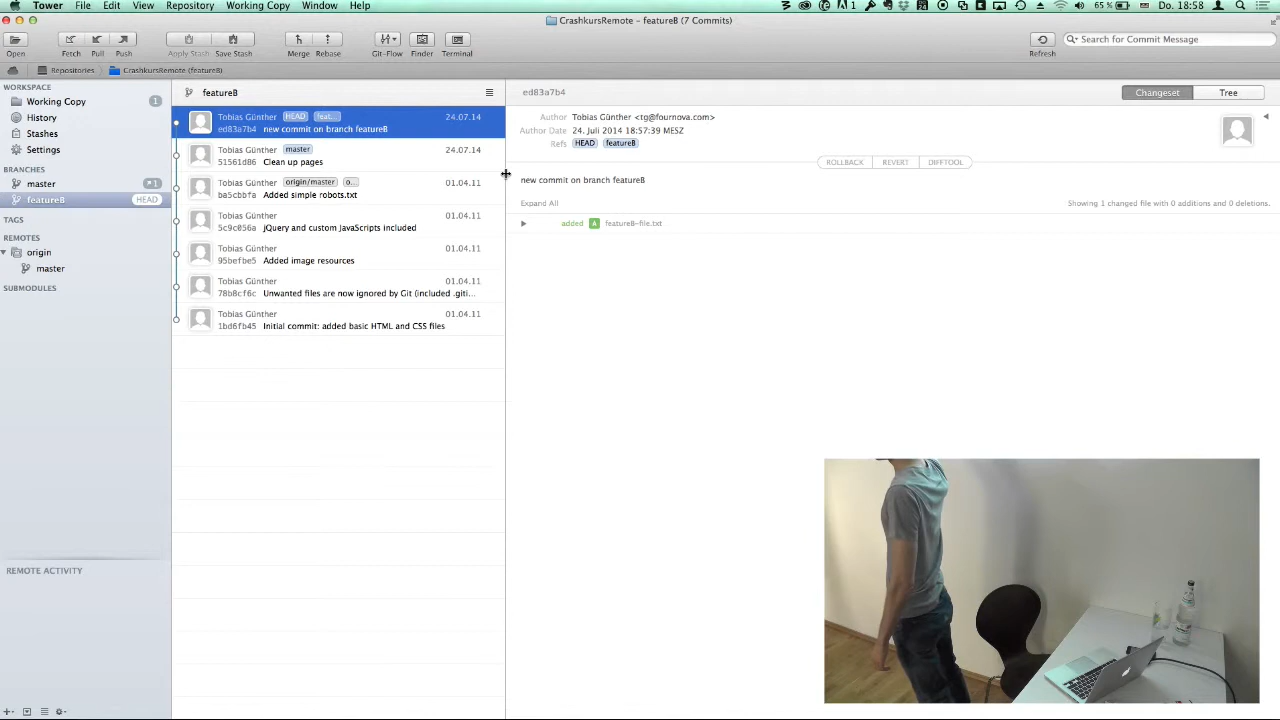 Tower File Edit View Repository Working Copy Window Help
1 65 % Do. 18:58
CrashkursRemote – featureB (7 Commits)
Open Fetch Pull Push Apply Stash Save Stash Merge Rebase Git-Flow Finder Terminal Refresh
Search for Commit Message
Repositories CrashkursRemote (featureB)
WORKSPACE
Working Copy 1
History
Stashes
Settings
BRANCHES
master 1
featureB HEAD
TAGS
REMOTES
origin
master
SUBMODULES
REMOTE ACTIVITY
featureB
Tobias Günther HEAD feat... 24.07.14
ed83a7b4 new commit on branch featureB
Tobias Günther master 24.07.14
51561d86 Clean up pages
Tobias Günther origin/master o... 01.04.11
ba5cbbfa Added simple robots.txt
Tobias Günther 01.04.11
5c9c056a jQuery and custom JavaScripts included
Tobias Günther 01.04.11
95befbe5 Added image resources
Tobias Günther 01.04.11
78b8cf6c Unwanted files are now ignored by Git (included .giti...
Tobias Günther 01.04.11
1bd6fb45 Initial commit: added basic HTML and CSS files
ed83a7b4
Changeset Tree
Author Tobias Günther <tg@fournova.com>
Author Date 24. Juli 2014 18:57:39 MESZ
Refs HEAD featureB
ROLLBACK REVERT DIFFTOOL
new commit on branch featureB
Expand All Showing 1 changed file with 0 additions and 0 deletions.
added A featureB-file.txt